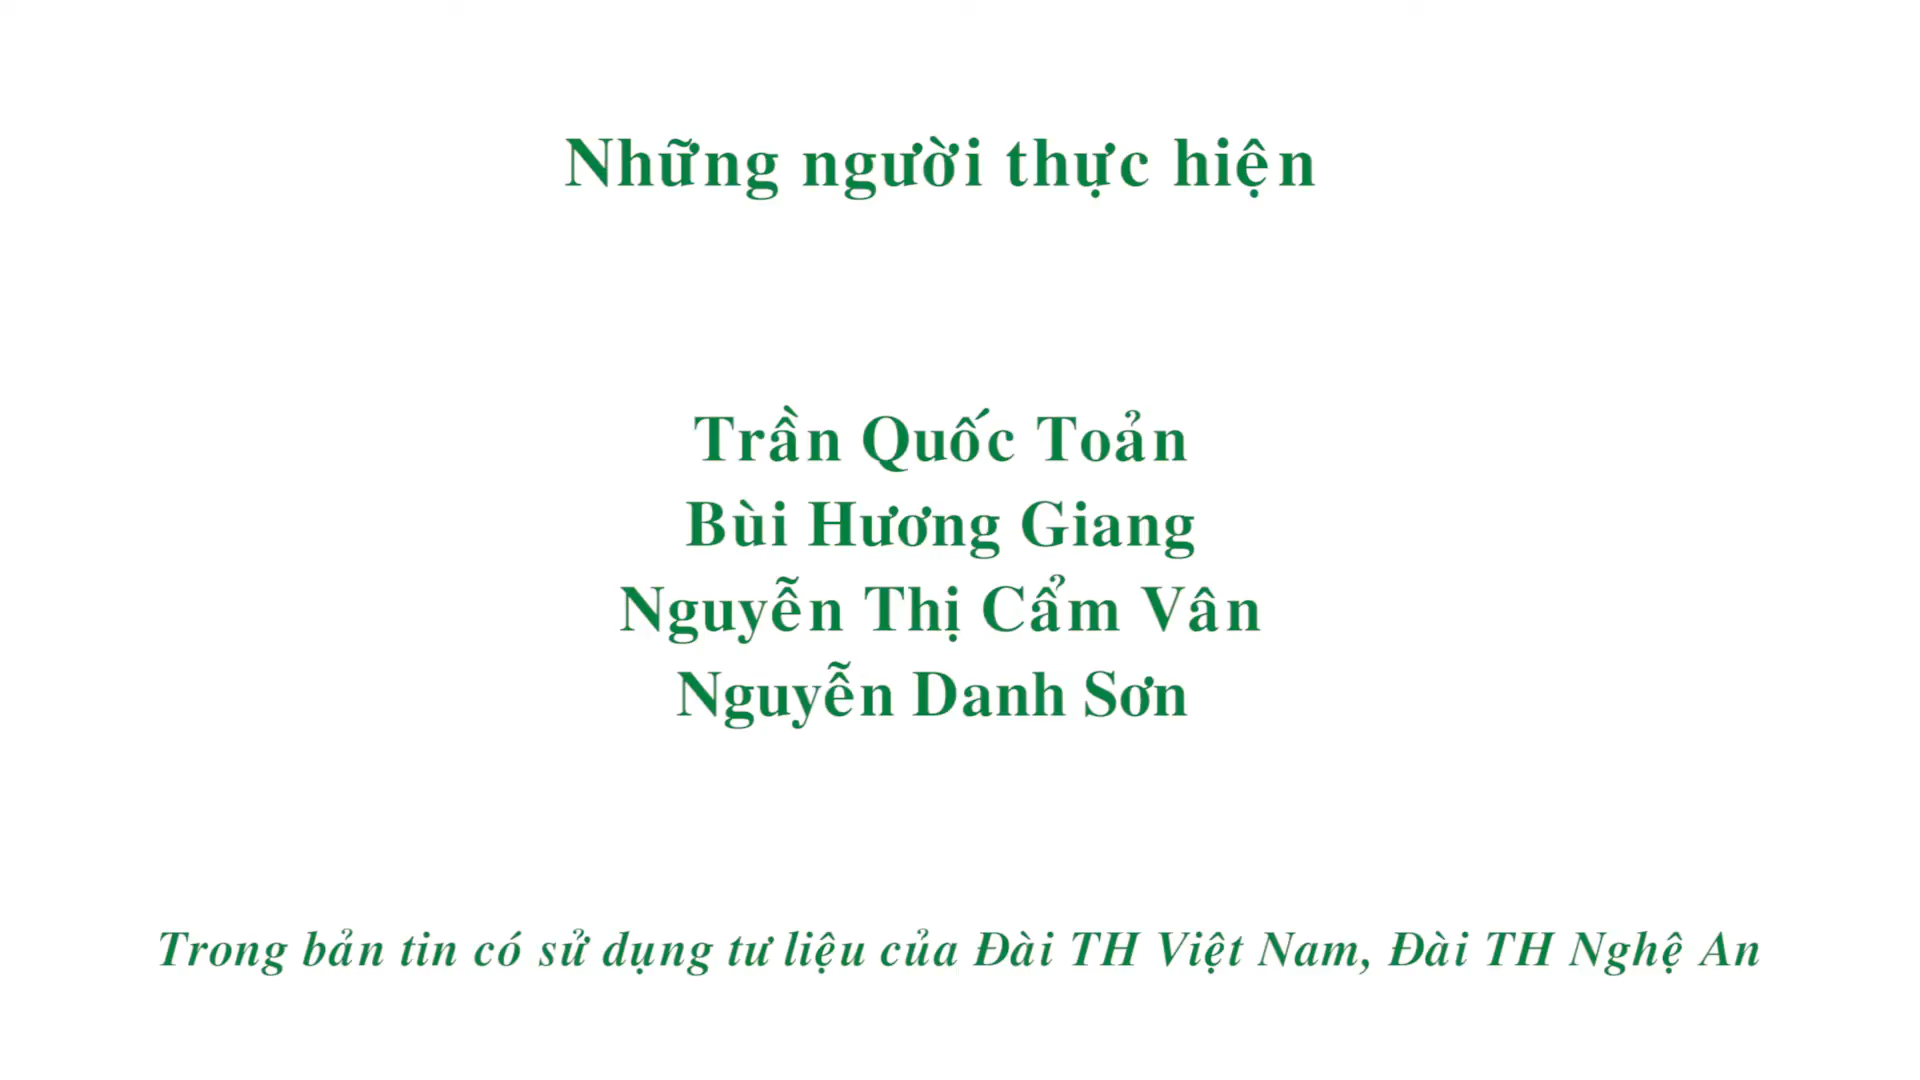 Những người thực hiện
Trần Quốc Toản
Bùi Hương Giang
Nguyễn Thị Cẩm Vân
Nguyễn Danh Sơn
Trong bản tin có sử dụng tư liệu của Đài TH Việt Nam, Đài TH Nghệ An